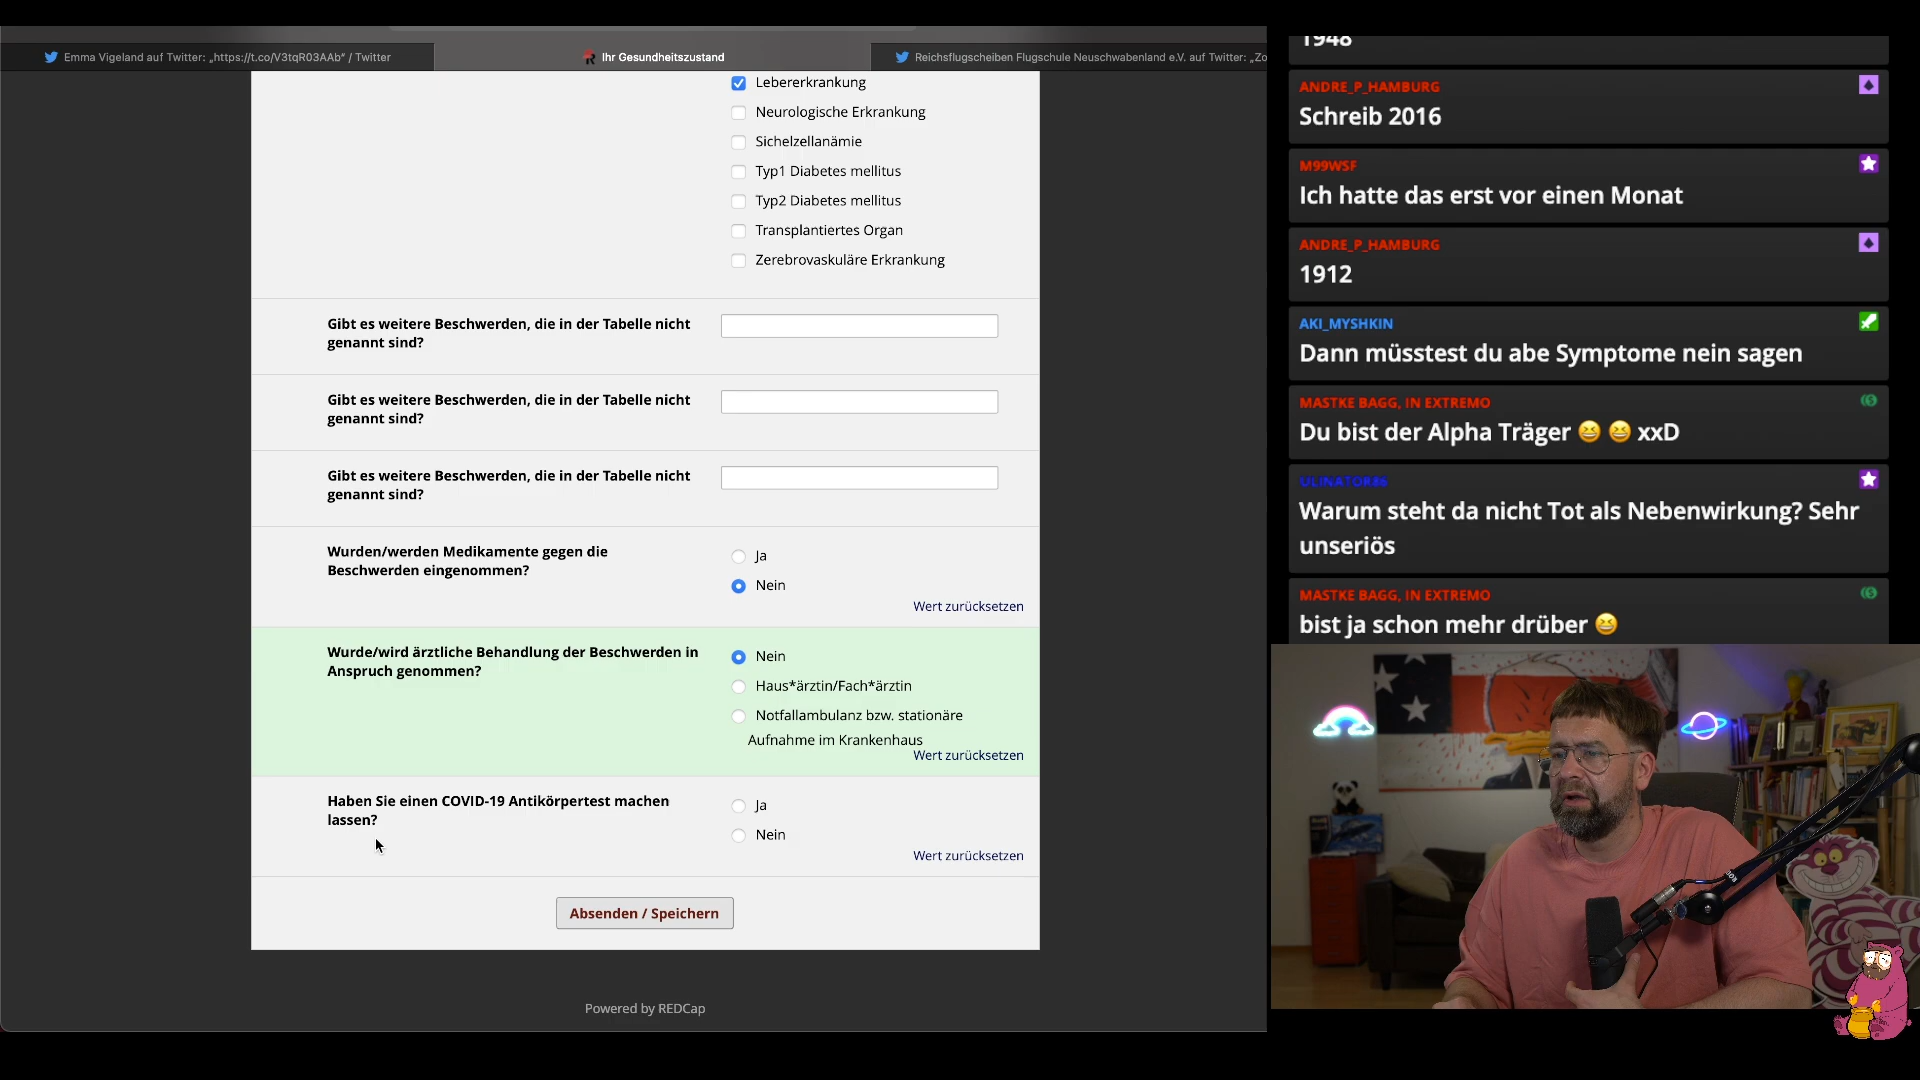 Emma Vigeland auf Twitter: „https://t.co/V3tqR03AAb“ / Twitter
Ihr Gesundheitszustand
Reichsflugscheiben Flugschule Neuschwabenland e.V. auf Twitter: „Zo
Lebererkrankung
Neurologische Erkrankung
Sichelzellanämie
Typ1 Diabetes mellitus
Typ2 Diabetes mellitus
Transplantiertes Organ
Zerebrovaskuläre Erkrankung
Gibt es weitere Beschwerden, die in der Tabelle nicht
genannt sind?
Gibt es weitere Beschwerden, die in der Tabelle nicht
genannt sind?
Gibt es weitere Beschwerden, die in der Tabelle nicht
genannt sind?
Wurden/werden Medikamente gegen die
Beschwerden eingenommen?
Ja
Nein
Wert zurücksetzen
Wurde/wird ärztliche Behandlung der Beschwerden in
Anspruch genommen?
Nein
Haus*ärztin/Fach*ärztin
Notfallambulanz bzw. stationäre
Aufnahme im Krankenhaus
Wert zurücksetzen
Haben Sie einen COVID-19 Antikörpertest machen
lassen?
Ja
Nein
Wert zurücksetzen
Absenden / Speichern
Powered by REDCap
1948
ANDRE_P_HAMBURG
Schreib 2016
M99WSF
Ich hatte das erst vor einen Monat
ANDRE_P_HAMBURG
1912
AKI_MYSHKIN
Dann müsstest du abe Symptome nein sagen
MASTKE BAGG, IN EXTREMO
Du bist der Alpha Träger 😆 😆 xxD
ULINATOR86
Warum steht da nicht Tot als Nebenwirkung? Sehr
unseriös
MASTKE BAGG, IN EXTREMO
bist ja schon mehr drüber 😆